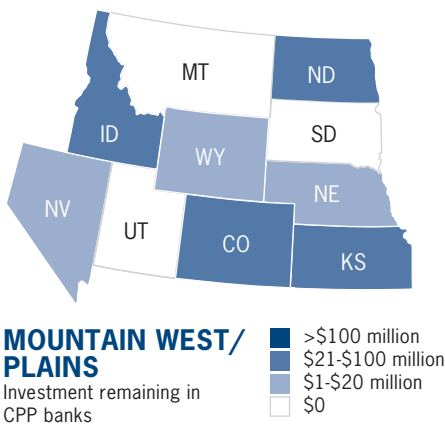 MT
ND
ID
SD
WY
NE
NV
UT
CO
KS
MOUNTAIN WEST/
PLAINS
Investment remaining in
CPP banks
>$100 million
$21-$100 million
$1-$20 million
$0